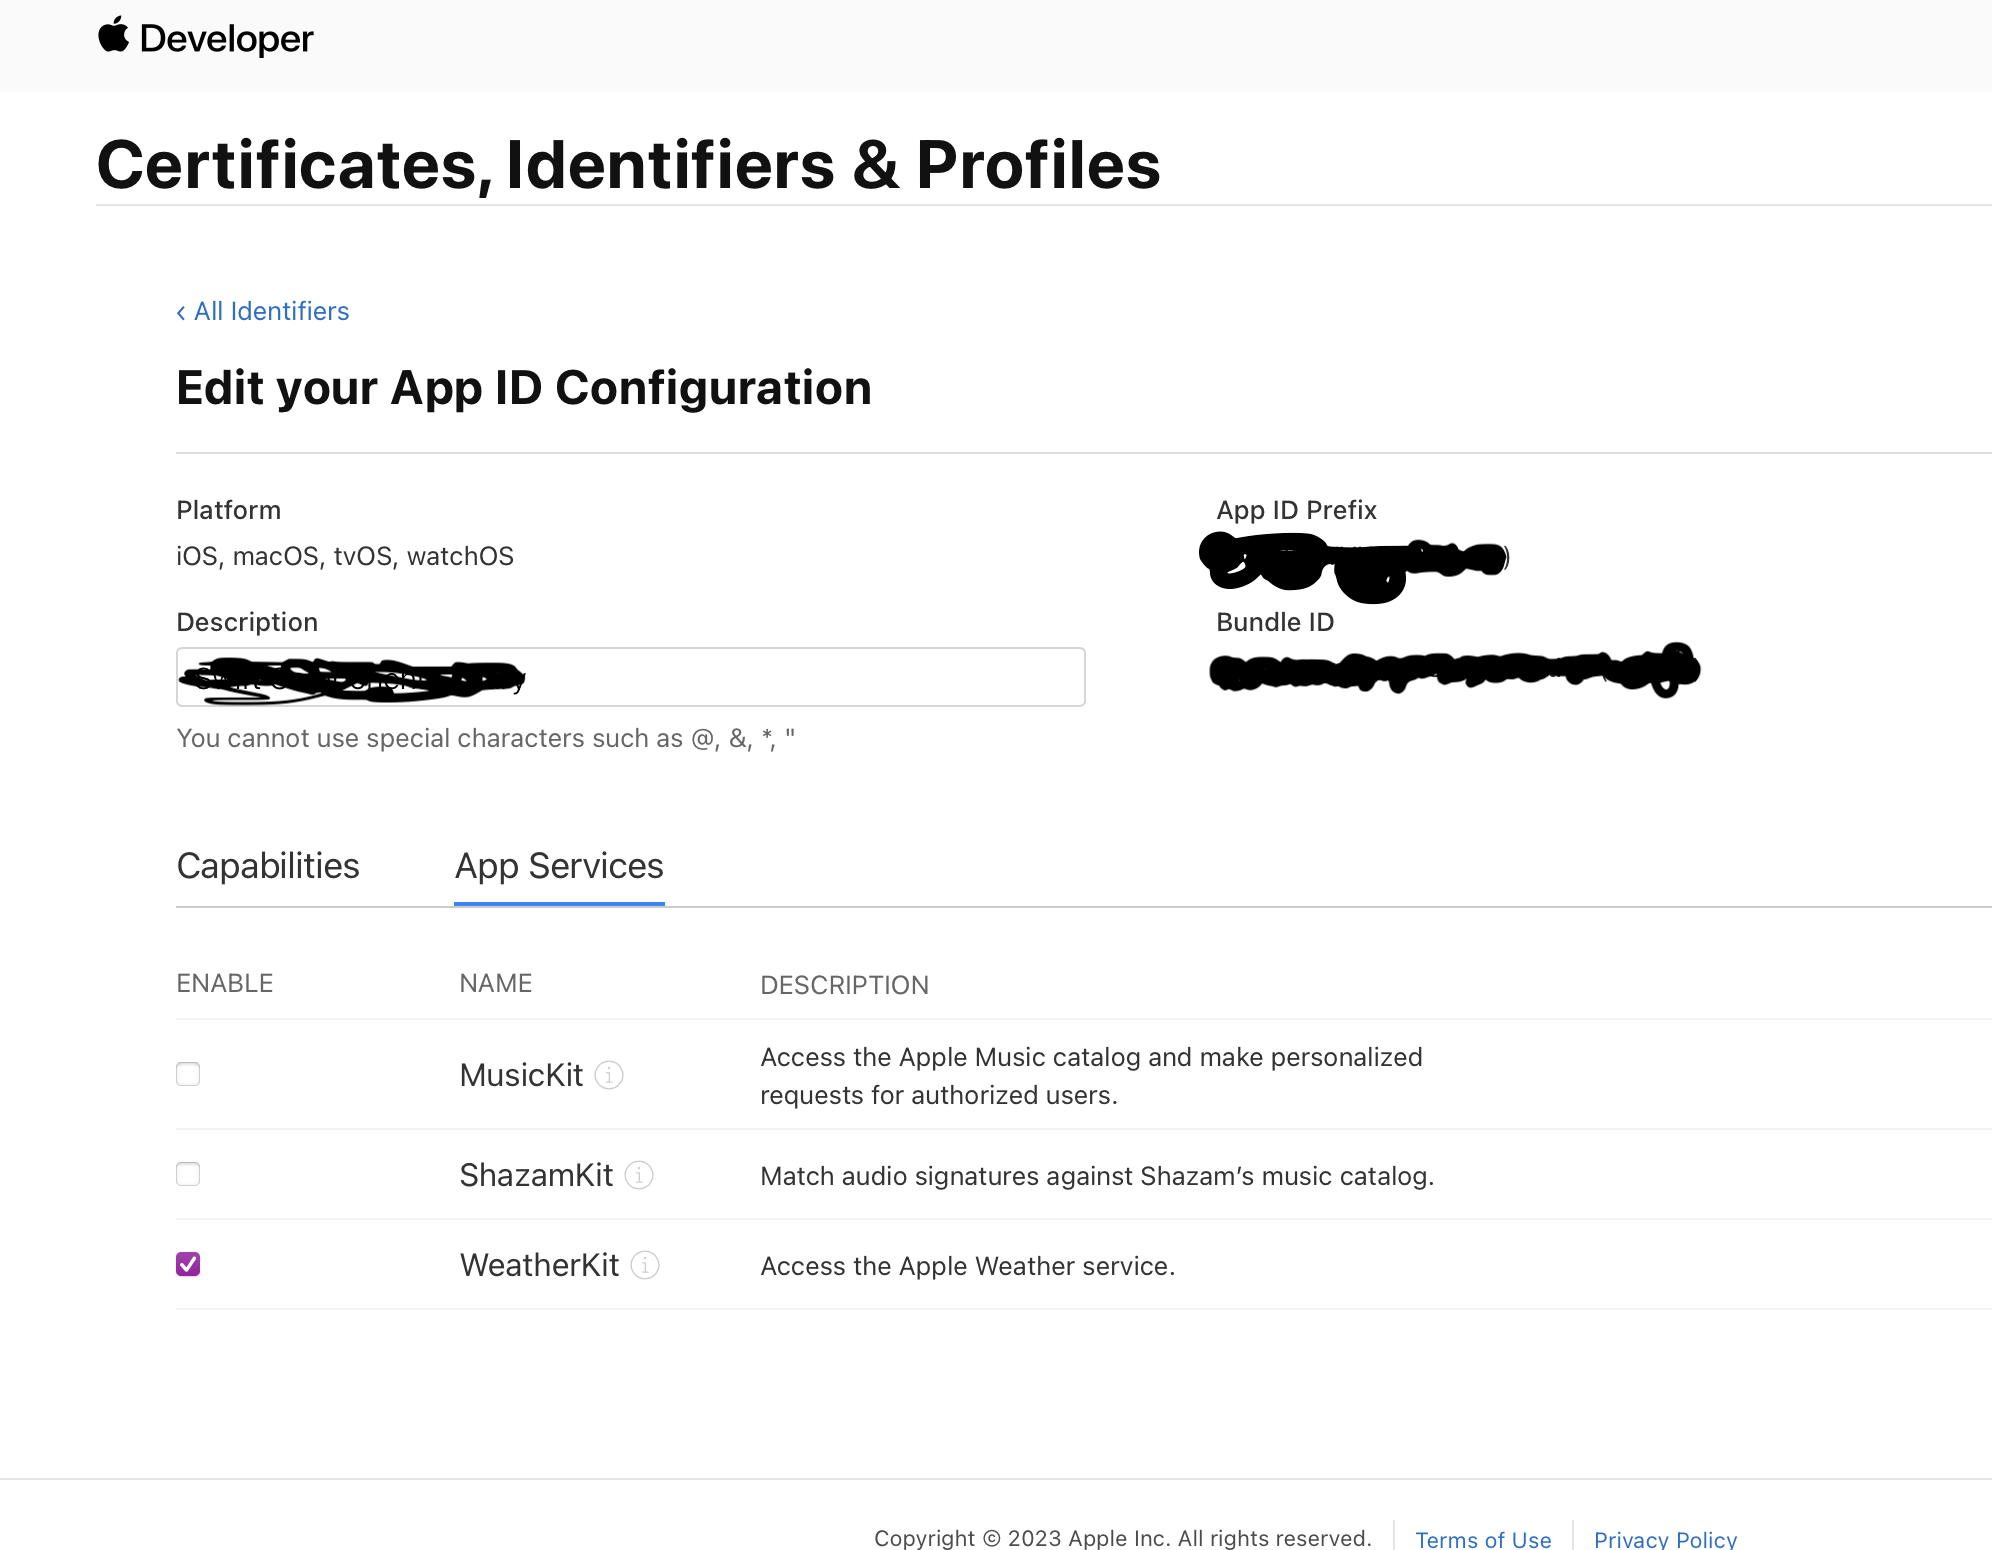 Developer
Certificates, Identifiers & Profiles
‹ All Identifiers
Edit your App ID Configuration
Platform
App ID Prefix
iOS, macOS, tvOS, watchOS
Description
Bundle ID
You cannot use special characters such as @, &, *, "
Capabilities
App Services
ENABLE
NAME
DESCRIPTION
MusicKit
Access the Apple Music catalog and make personalized
requests for authorized users.
ShazamKit
Match audio signatures against Shazam’s music catalog.
WeatherKit
Access the Apple Weather service.
Copyright © 2023 Apple Inc. All rights reserved.
Terms of Use
Privacy Policy